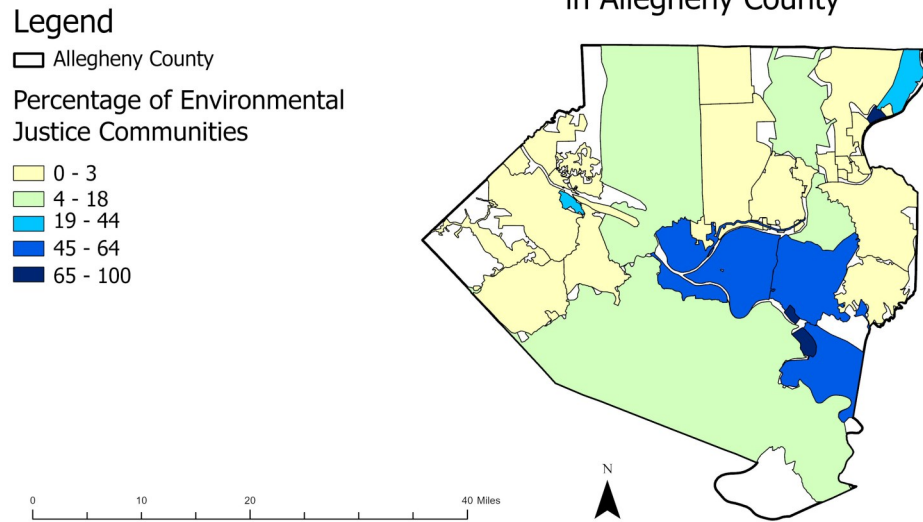 in Allegheny County
Legend
Allegheny County
Percentage of Environmental
Justice Communities
0 - 3
4 - 18
19 - 44
45 - 64
65 - 100
N
0 10 20 40 Miles